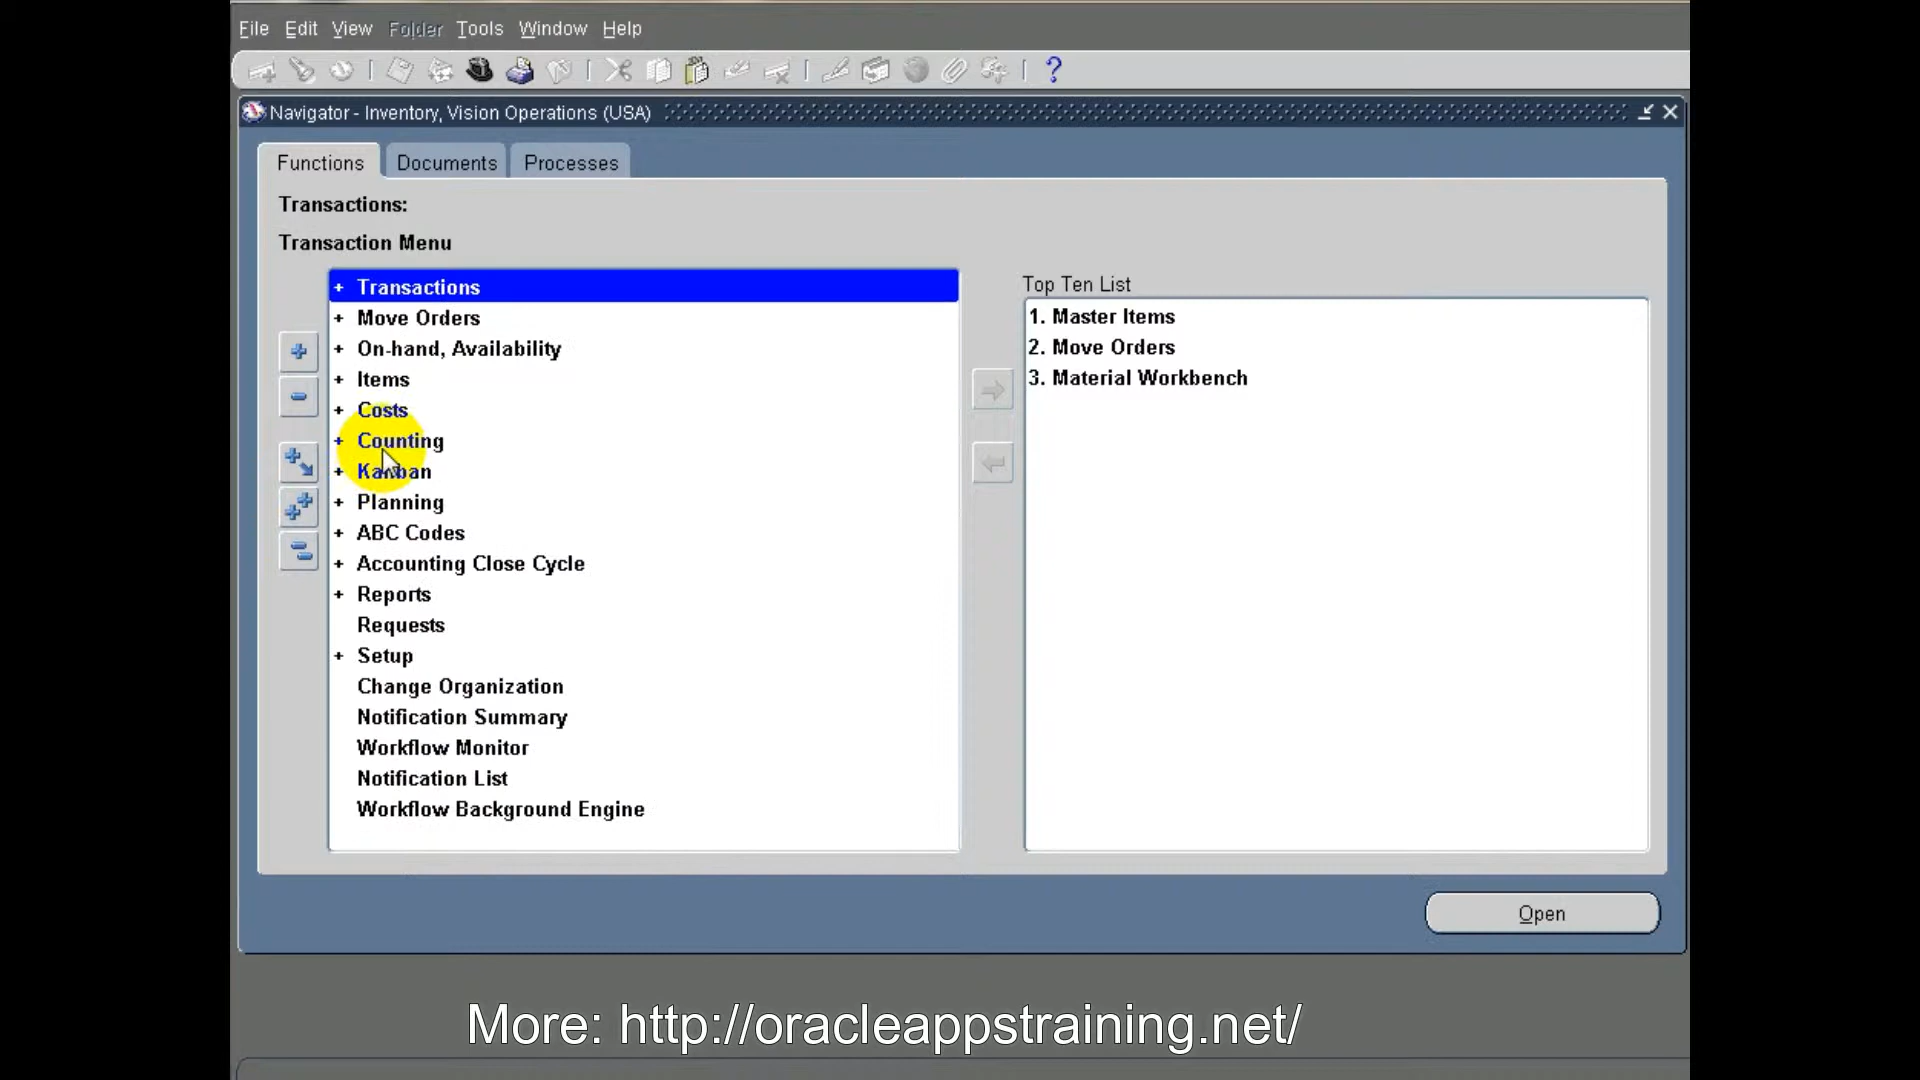 File Edit View Folder Tools Window Help
Navigator - Inventory, Vision Operations (USA)
Functions Documents Processes
Transactions:
Transaction Menu
+ Transactions
+ Move Orders
+ On-hand, Availability
+ Items
+ Costs
+ Counting
+ Kanban
+ Planning
+ ABC Codes
+ Accounting Close Cycle
+ Reports
Requests
+ Setup
Change Organization
Notification Summary
Workflow Monitor
Notification List
Workflow Background Engine
Top Ten List
1. Master Items
2. Move Orders
3. Material Workbench
Open
More: http://oracleappstraining.net/